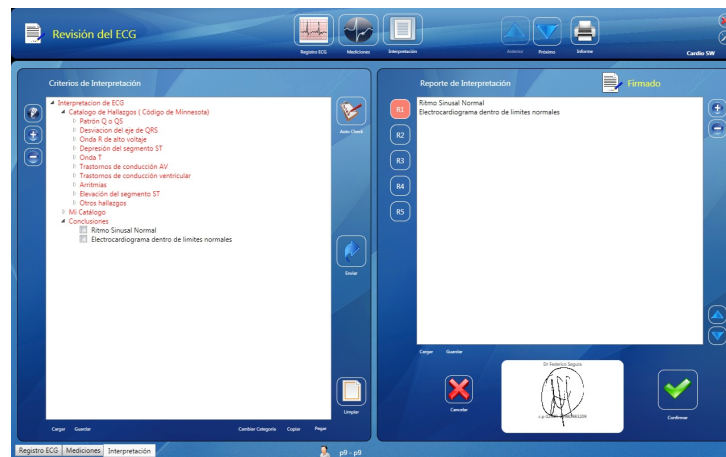 Revisión del ECG
Registro ECG
Mediciones
Interpretación
Anterior
Próximo
Informe
Cardio SW
Criterios de Interpretación
Interpretacion de ECG
Catalogo de Hallazgos ( Código de Minnesota)
Patrón Q o QS
Desviacion del eje de QRS
Onda R de alto voltaje
Depresión del segmento ST
Onda T
Trastornos de conducción AV
Trastornos de conducción ventricular
Arritmias
Elevación del segmento ST
Otros hallazgos
Mi Catálogo
Conclusiones
Ritmo Sinusal Normal
Electrocardiograma dentro de limites normales
Auto Check
Enviar
Limpiar
Cargar
Guardar
Cambiar Categoría
Copiar
Pegar
Reporte de Interpretación
Firmado
R1
R2
R3
R4
R5
Ritmo Sinusal Normal
Electrocardiograma dentro de limites normales
Cargar
Guardar
Cancelar
Dr Federico Segura
Confirmar
Registro ECG
Mediciones
Interpretación
p9 - p9